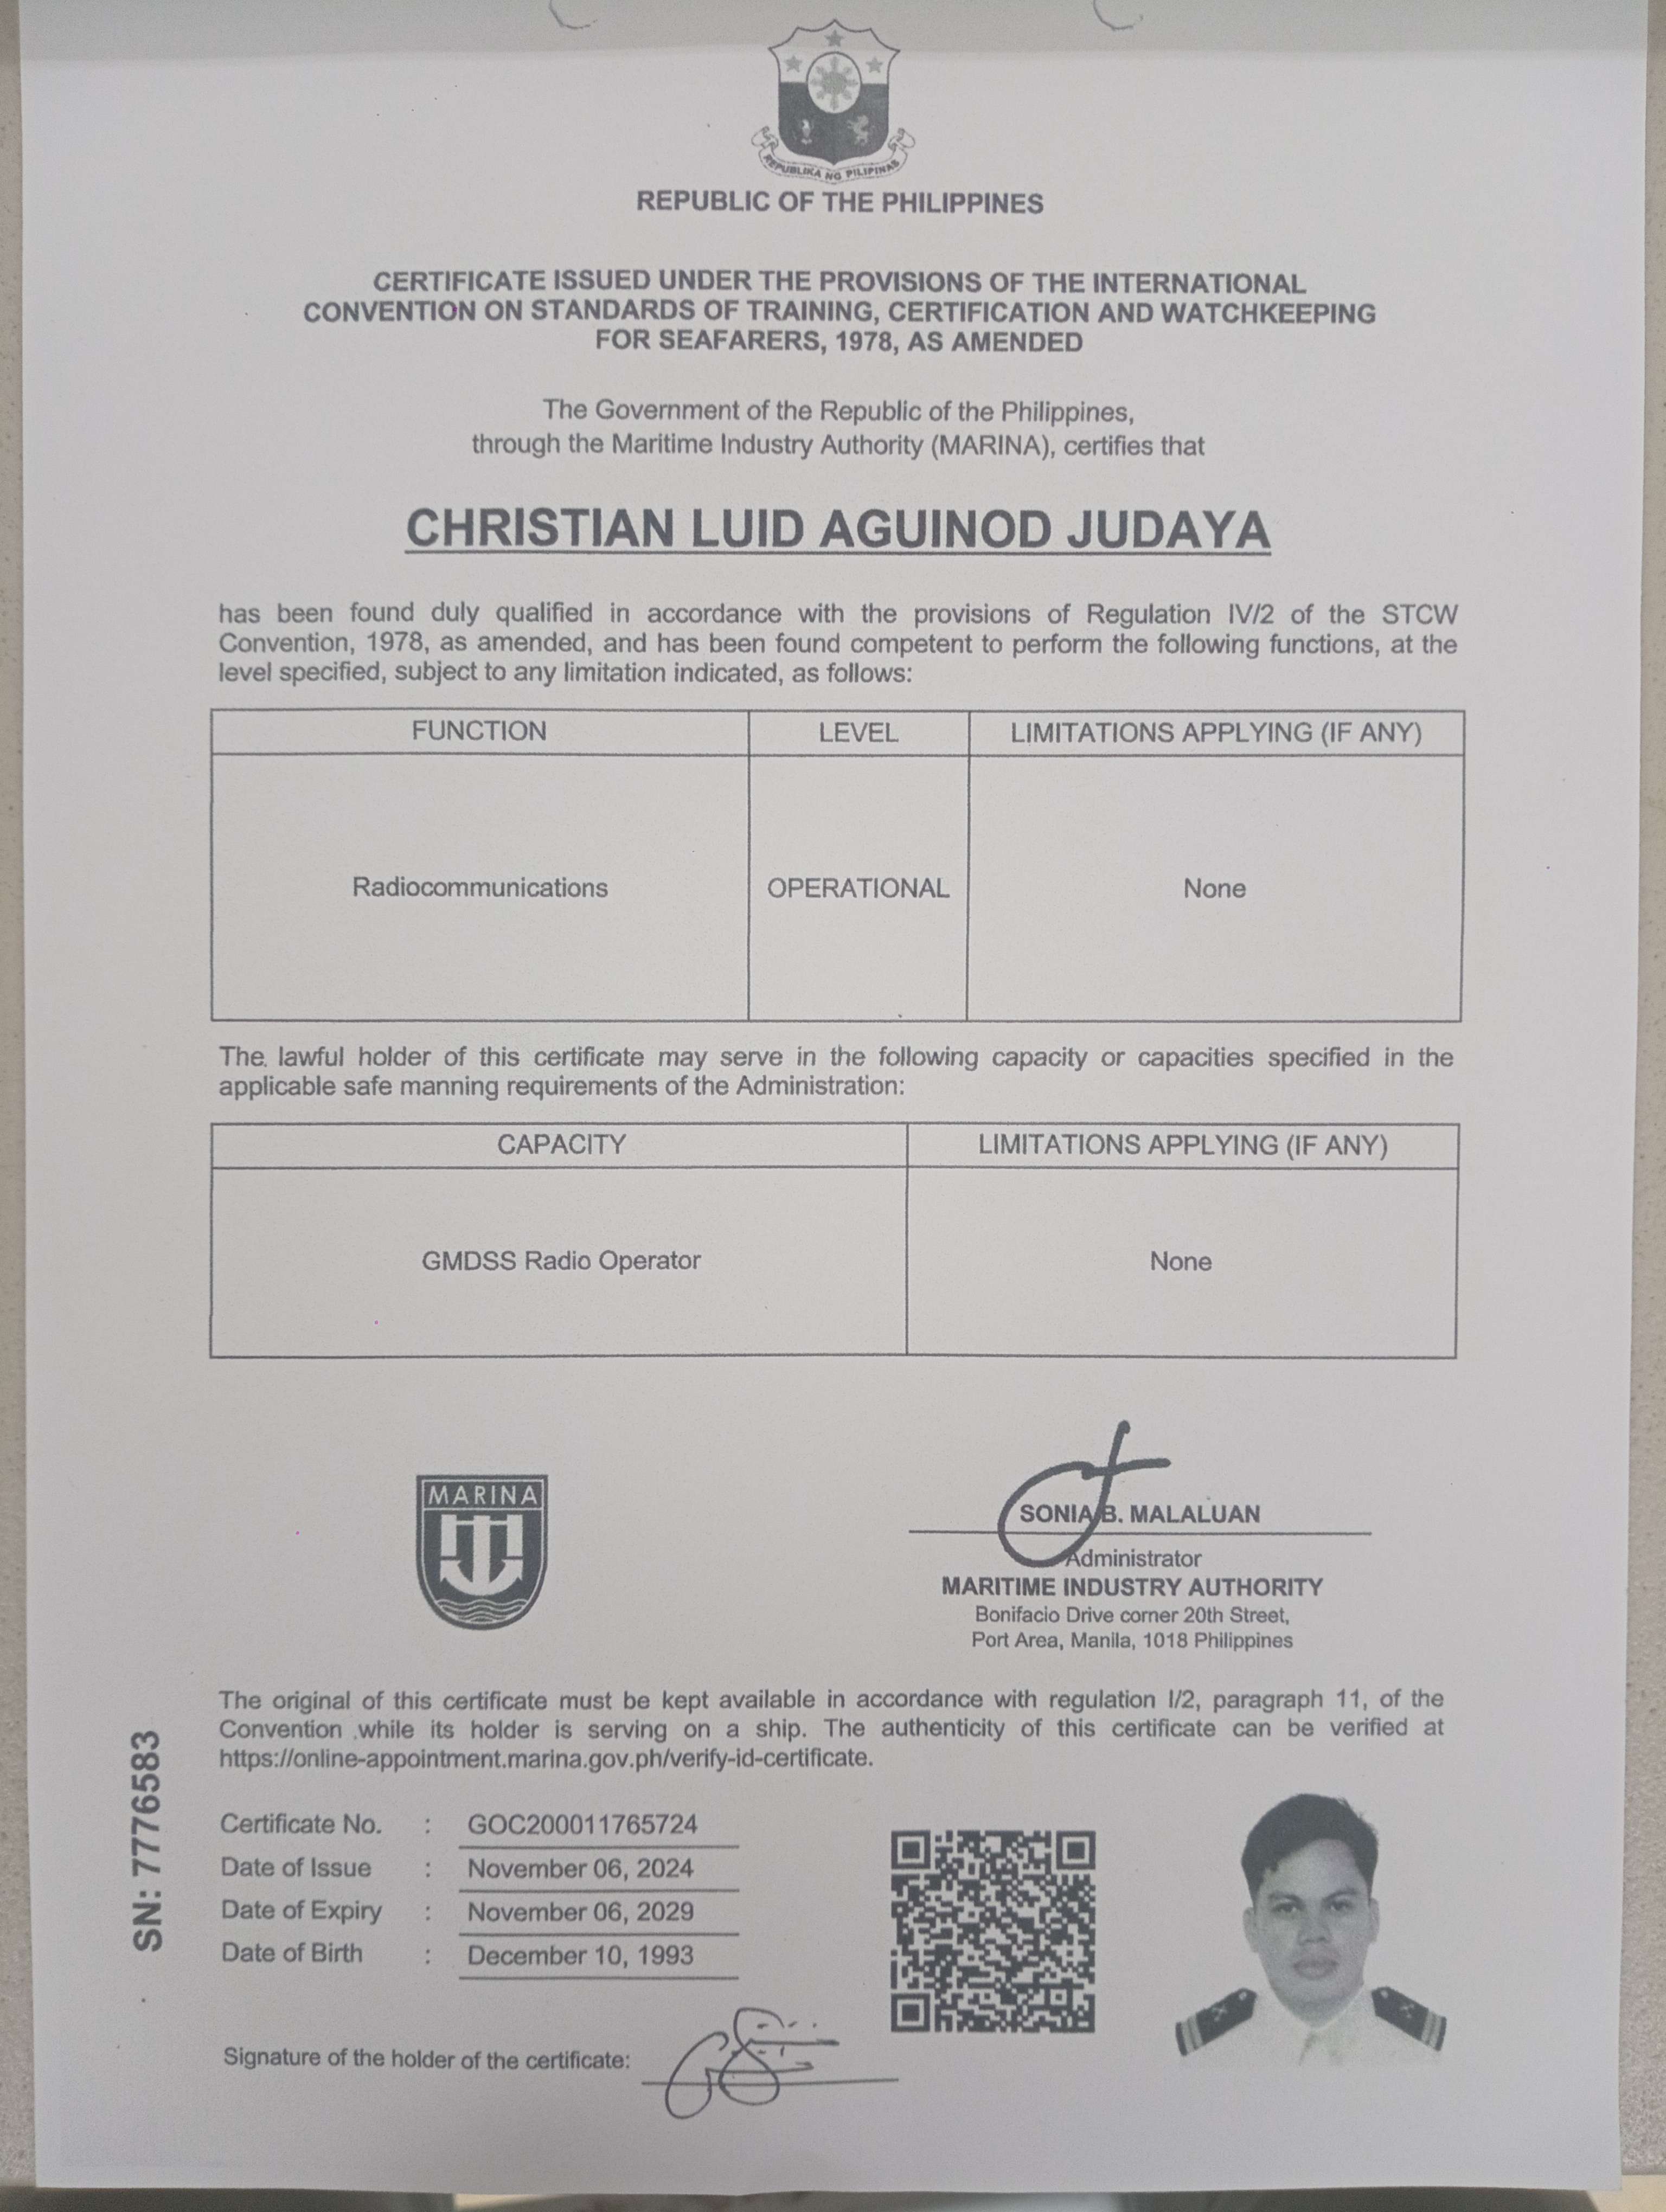 REPUBLIKA NG PILIPINAS
REPUBLIC OF THE PHILIPPINES
CERTIFICATE ISSUED UNDER THE PROVISIONS OF THE INTERNATIONAL
CONVENTION ON STANDARDS OF TRAINING, CERTIFICATION AND WATCHKEEPING
FOR SEAFARERS, 1978, AS AMENDED
The Government of the Republic of the Philippines,
through the Maritime Industry Authority (MARINA), certifies that
CHRISTIAN LUID AGUINOD JUDAYA
has been found duly qualified in accordance with the provisions of Regulation IV/2 of the STCW
Convention, 1978, as amended, and has been found competent to perform the following functions, at the
level specified, subject to any limitation indicated, as follows:
FUNCTION LEVEL LIMITATIONS APPLYING (IF ANY)
Radiocommunications OPERATIONAL None
The lawful holder of this certificate may serve in the following capacity or capacities specified in the
applicable safe manning requirements of the Administration:
CAPACITY LIMITATIONS APPLYING (IF ANY)
GMDSS Radio Operator None
MARINA
SONIA B. MALALUAN
Administrator
MARITIME INDUSTRY AUTHORITY
Bonifacio Drive corner 20th Street,
Port Area, Manila, 1018 Philippines
The original of this certificate must be kept available in accordance with regulation I/2, paragraph 11, of the
Convention while its holder is serving on a ship. The authenticity of this certificate can be verified at
https://online-appointment.marina.gov.ph/verify-id-certificate.
SN: 7776583
Certificate No. : GOC200011765724
Date of Issue : November 06, 2024
Date of Expiry : November 06, 2029
Date of Birth : December 10, 1993
Signature of the holder of the certificate: